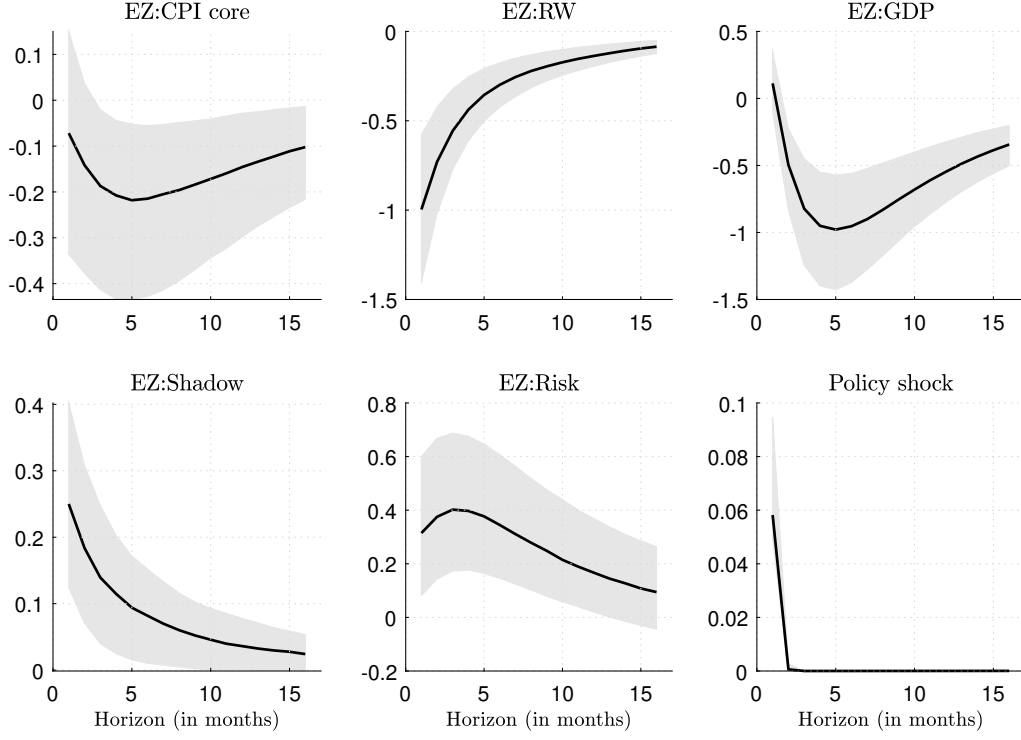 EZ:CPI core
0.1
0
-0.1
-0.2
-0.3
-0.4
0 5 10 15
EZ:RW
0
-0.5
-1
-1.5
0 5 10 15
EZ:GDP
0.5
0
-0.5
-1
-1.5
0 5 10 15
EZ:Shadow
0.4
0.3
0.2
0.1
0
0 5 10 15
Horizon (in months)
EZ:Risk
0.8
0.6
0.4
0.2
0
-0.2
0 5 10 15
Horizon (in months)
Policy shock
0.1
0.08
0.06
0.04
0.02
0
0 5 10 15
Horizon (in months)